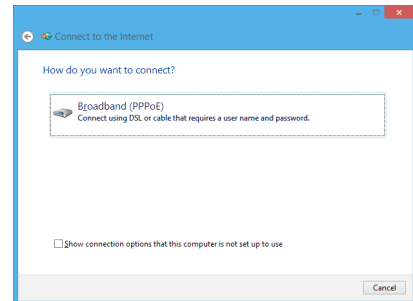 Connect to the Internet
How do you want to connect?
Broadband (PPPoE)
Connect using DSL or cable that requires a user name and password.
Show connection options that this computer is not set up to use
Cancel